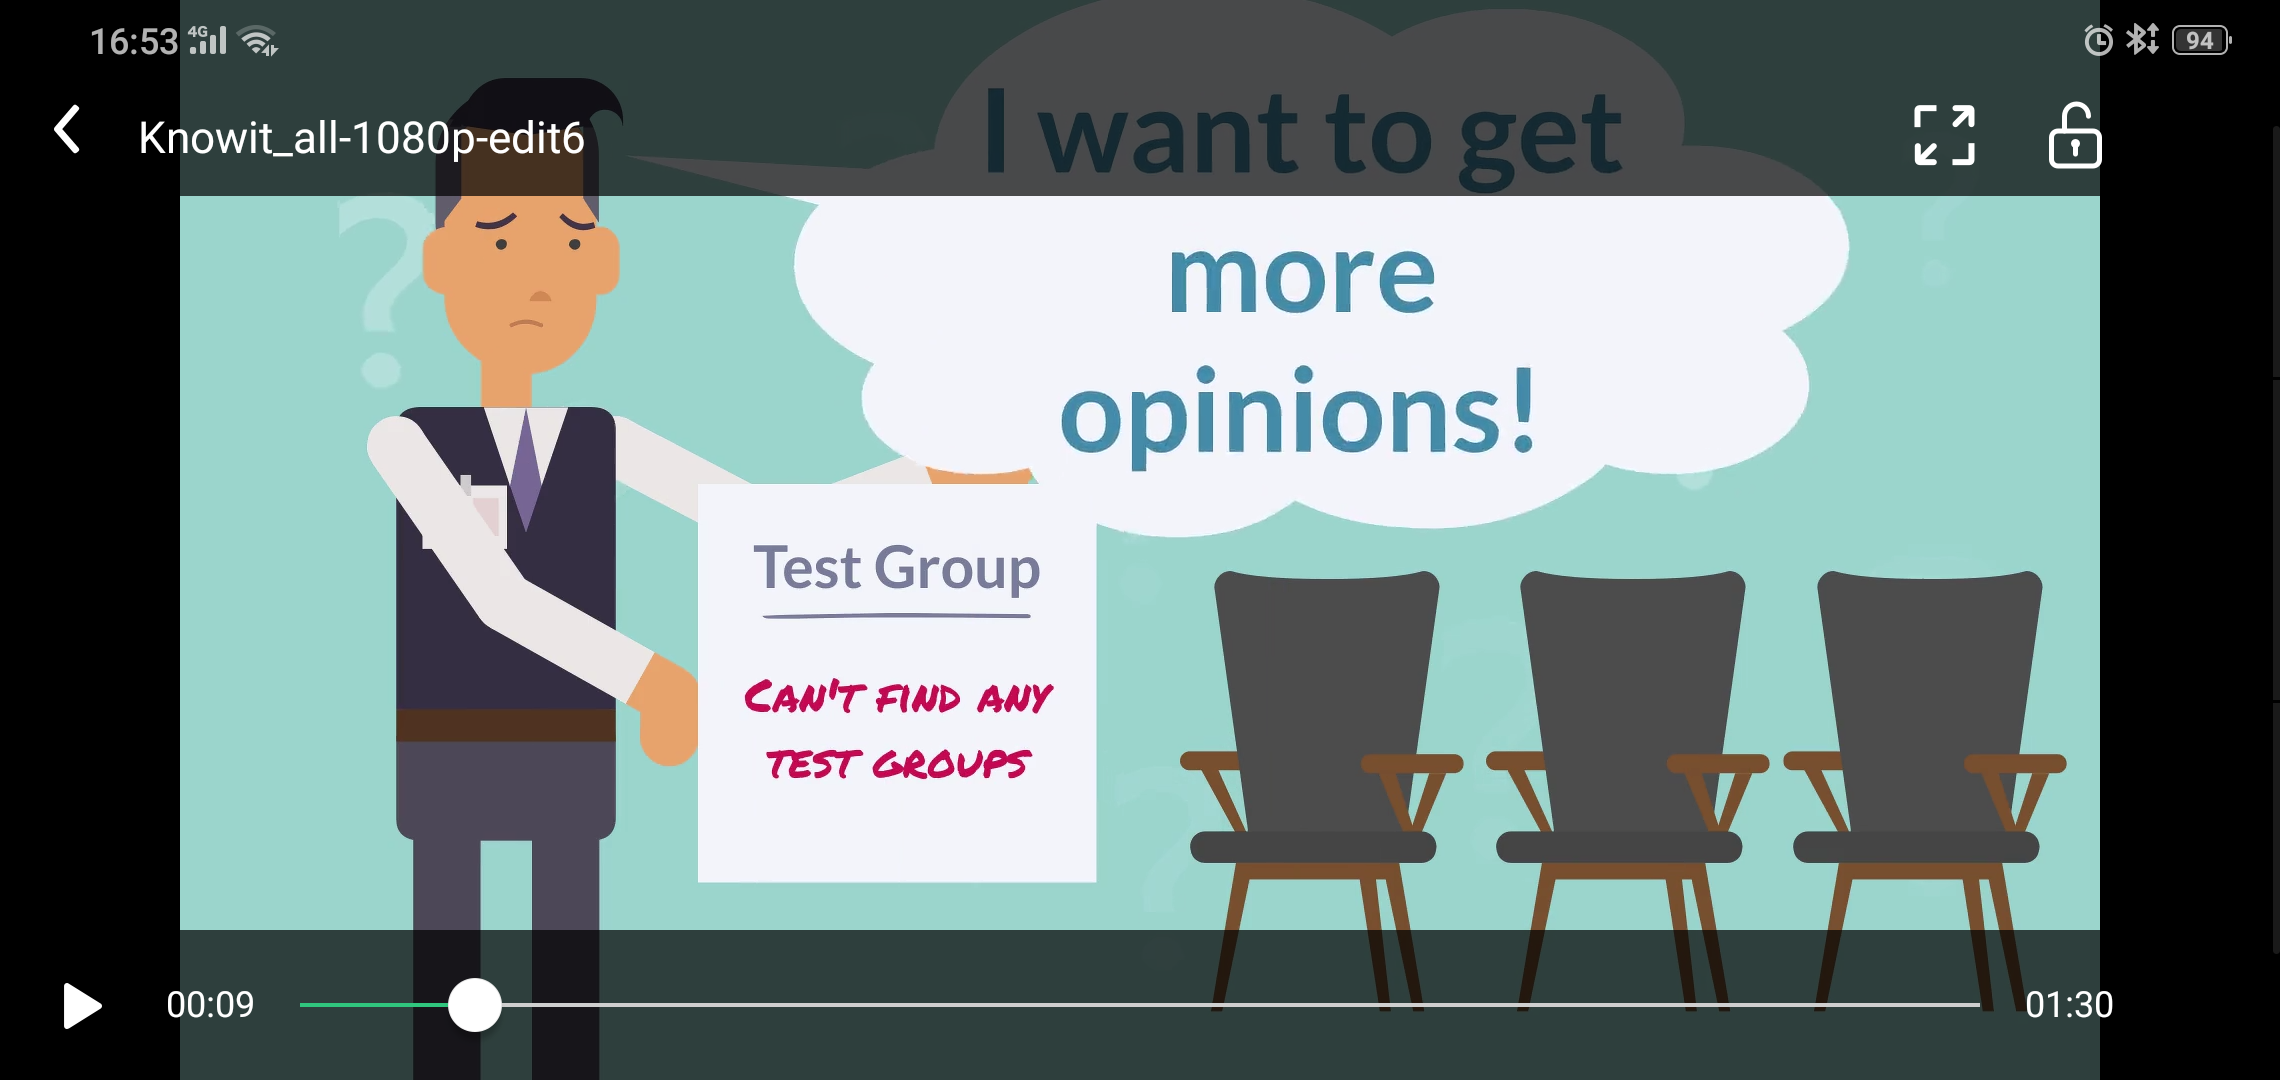 16:53 4G 94
Knowit_all-1080p-edit6
I want to get
more
opinions!
Test Group
CAN'T FIND ANY
TEST GROUPS
00:09 01:30